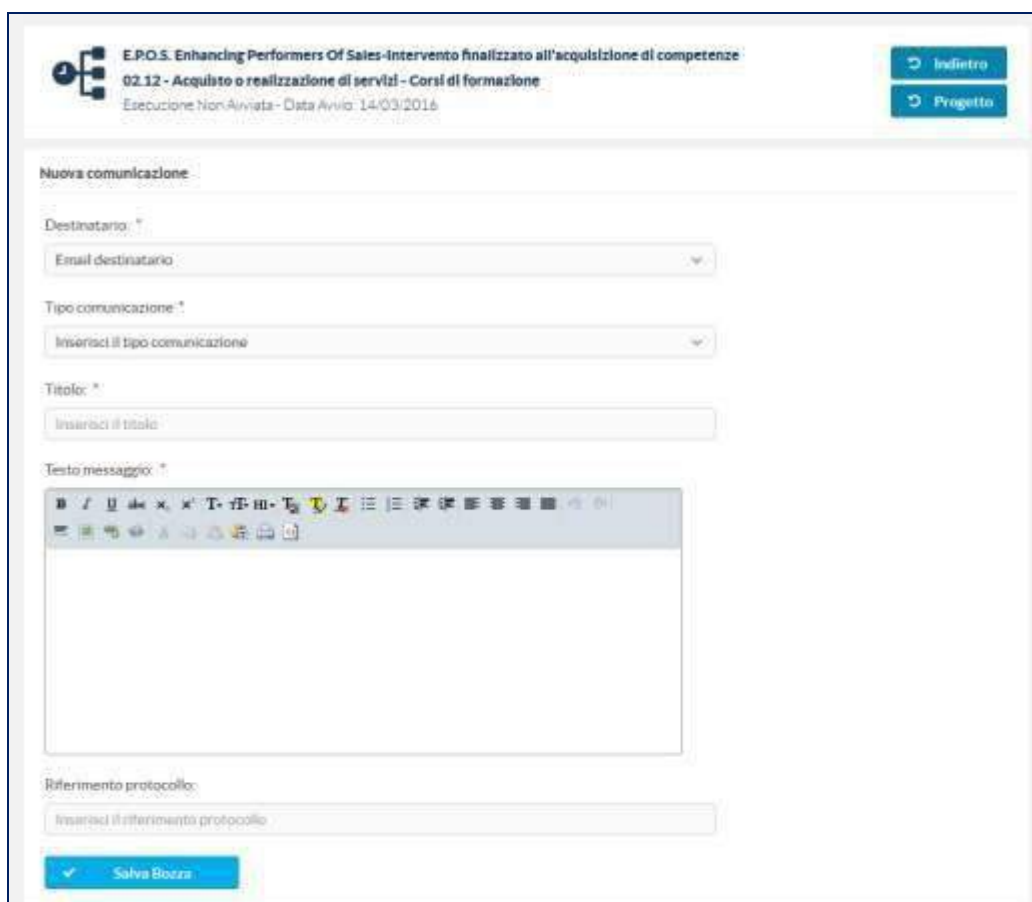 E.P.O.S. Enhancing Performers Of Sales-Intervento finalizzato all'acquisizione di competenze
02.12 - Acquisto o realizzazione di servizi - Corsi di formazione
Esecuzione Non Avviata - Data Avvio: 14/03/2016
Indietro
Progetto
Nuova comunicazione
Destinatario: *
Email destinatario
Tipo comunicazione *
Inserisci il tipo comunicazione
Titolo: *
Inserisci il titolo
Testo messaggio: *
Riferimento protocollo:
Inserisci il riferimento protocollo
Salva Bozza